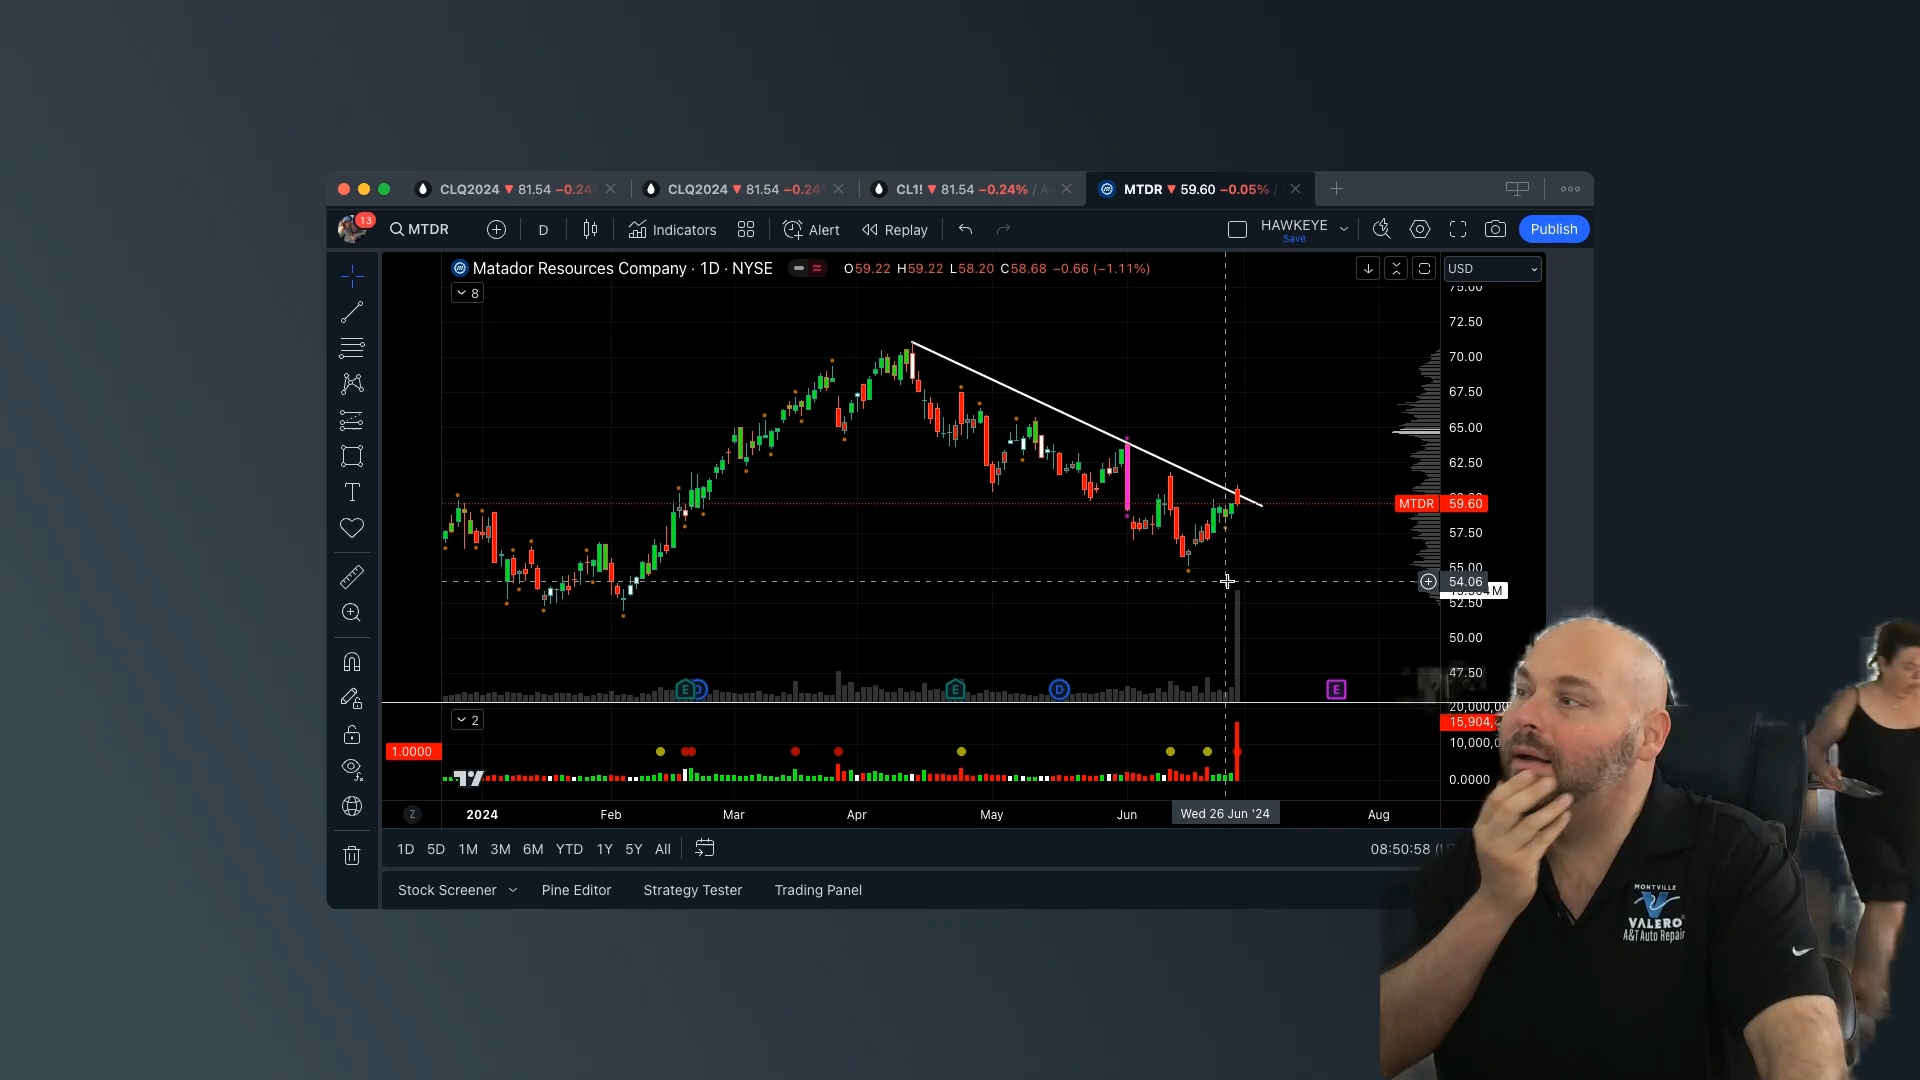 CLQ2024 81.54 −0.24
CLQ2024 81.54 −0.24
CL1! 81.54 −0.24% / A
MTDR 59.60 −0.05% /
13
MTDR
D
Indicators
Alert
Replay
HAWKEYE
Save
Publish
Matador Resources Company · 1D · NYSE
O59.22 H59.22 L58.20 C58.68 −0.66 (−1.11%)
USD
8
75.00
72.50
70.00
67.50
65.00
62.50
MTDR 59.60
57.50
55.00
54.06
M
52.50
50.00
47.50
E
D
E
D
E
2
20,000,00
15,904,
10,000,0
0.0000
1.0000
Z
2024
Feb
Mar
Apr
May
Jun
Wed 26 Jun '24
Aug
1D 5D 1M 3M 6M YTD 1Y 5Y All
08:50:58
Stock Screener
Pine Editor
Strategy Tester
Trading Panel
MONTVILLE
VALERO
A&T Auto Repair